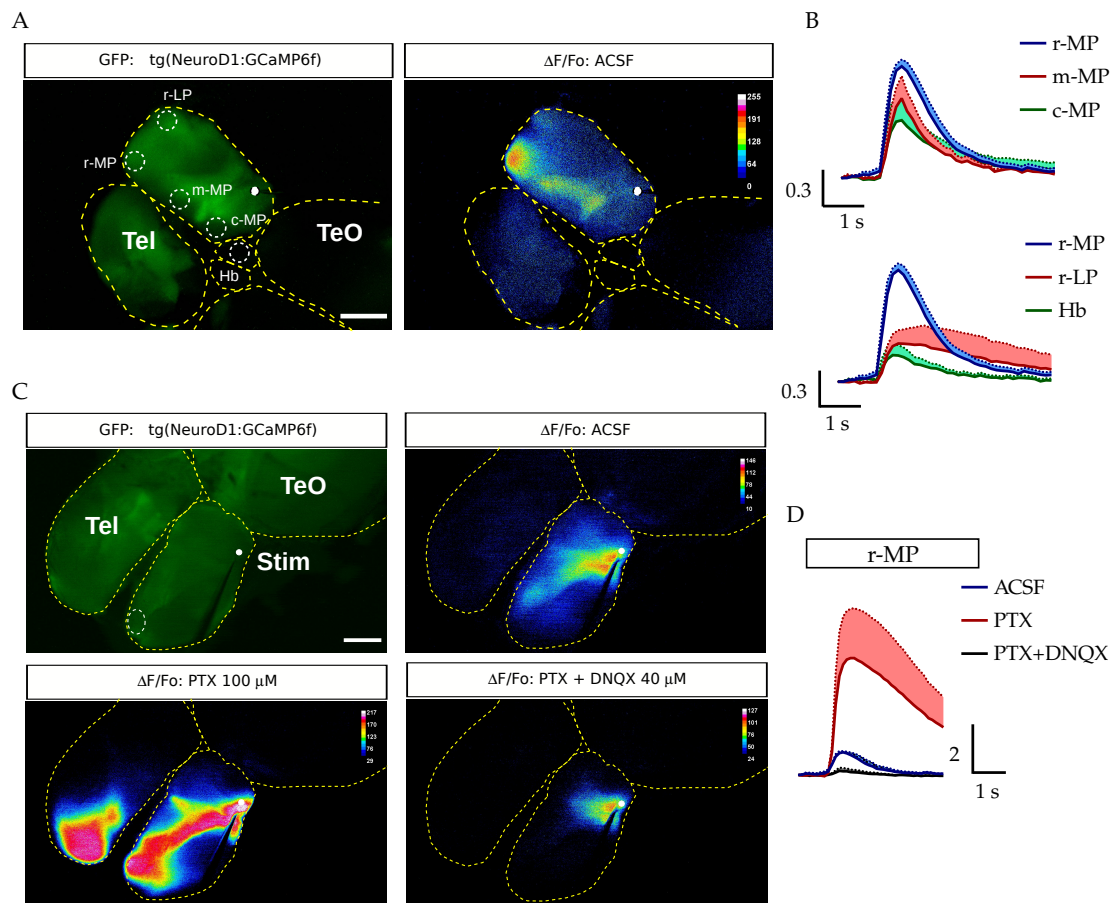 A
GFP: tg(NeuroD1:GCaMP6f)
r-LP
r-MP
m-MP
c-MP
Tel
TeO
Hb
ΔF/Fo: ACSF
255
191
128
64
0
B
r-MP
m-MP
c-MP
0.3
1 s
r-MP
r-LP
Hb
0.3
1 s
C
GFP: tg(NeuroD1:GCaMP6f)
TeO
Tel
Stim
ΔF/Fo: ACSF
146
112
78
44
10
ΔF/Fo: PTX 100 μM
217
170
123
76
29
ΔF/Fo: PTX + DNQX 40 μM
127
101
76
50
24
D
r-MP
ACSF
PTX
PTX+DNQX
2
1 s